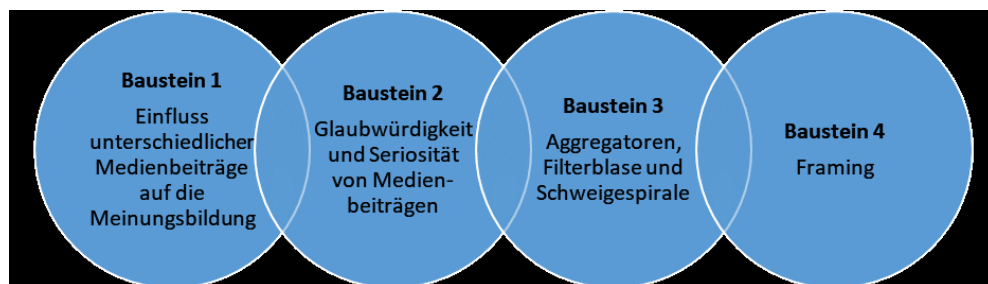 Baustein 1
Einfluss
unterschiedlicher
Medienbeiträge
auf die
Meinungsbildung
Baustein 2
Glaubwürdigkeit
und Seriosität
von Medien-
beiträgen
Baustein 3
Aggregatoren,
Filterblase und
Schweigespirale
Baustein 4
Framing